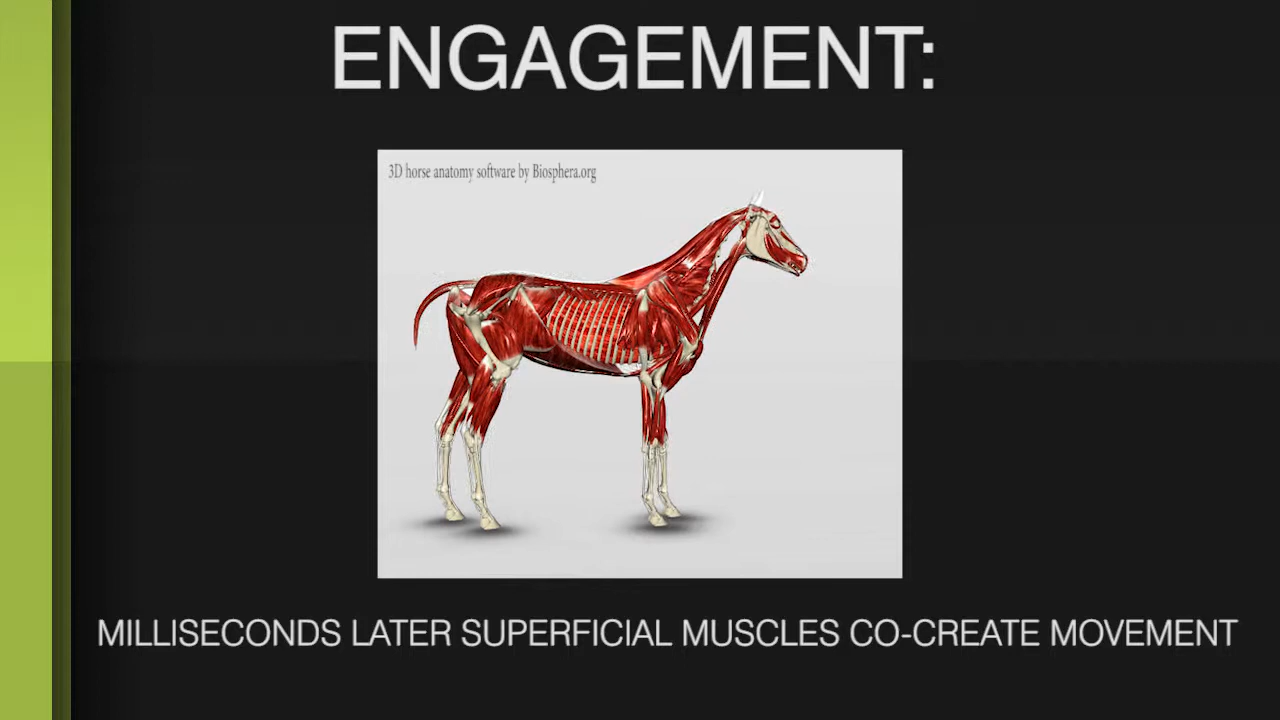 ENGAGEMENT:
3D horse anatomy software by Biosphera.org
MILLISECONDS LATER SUPERFICIAL MUSCLES CO-CREATE MOVEMENT